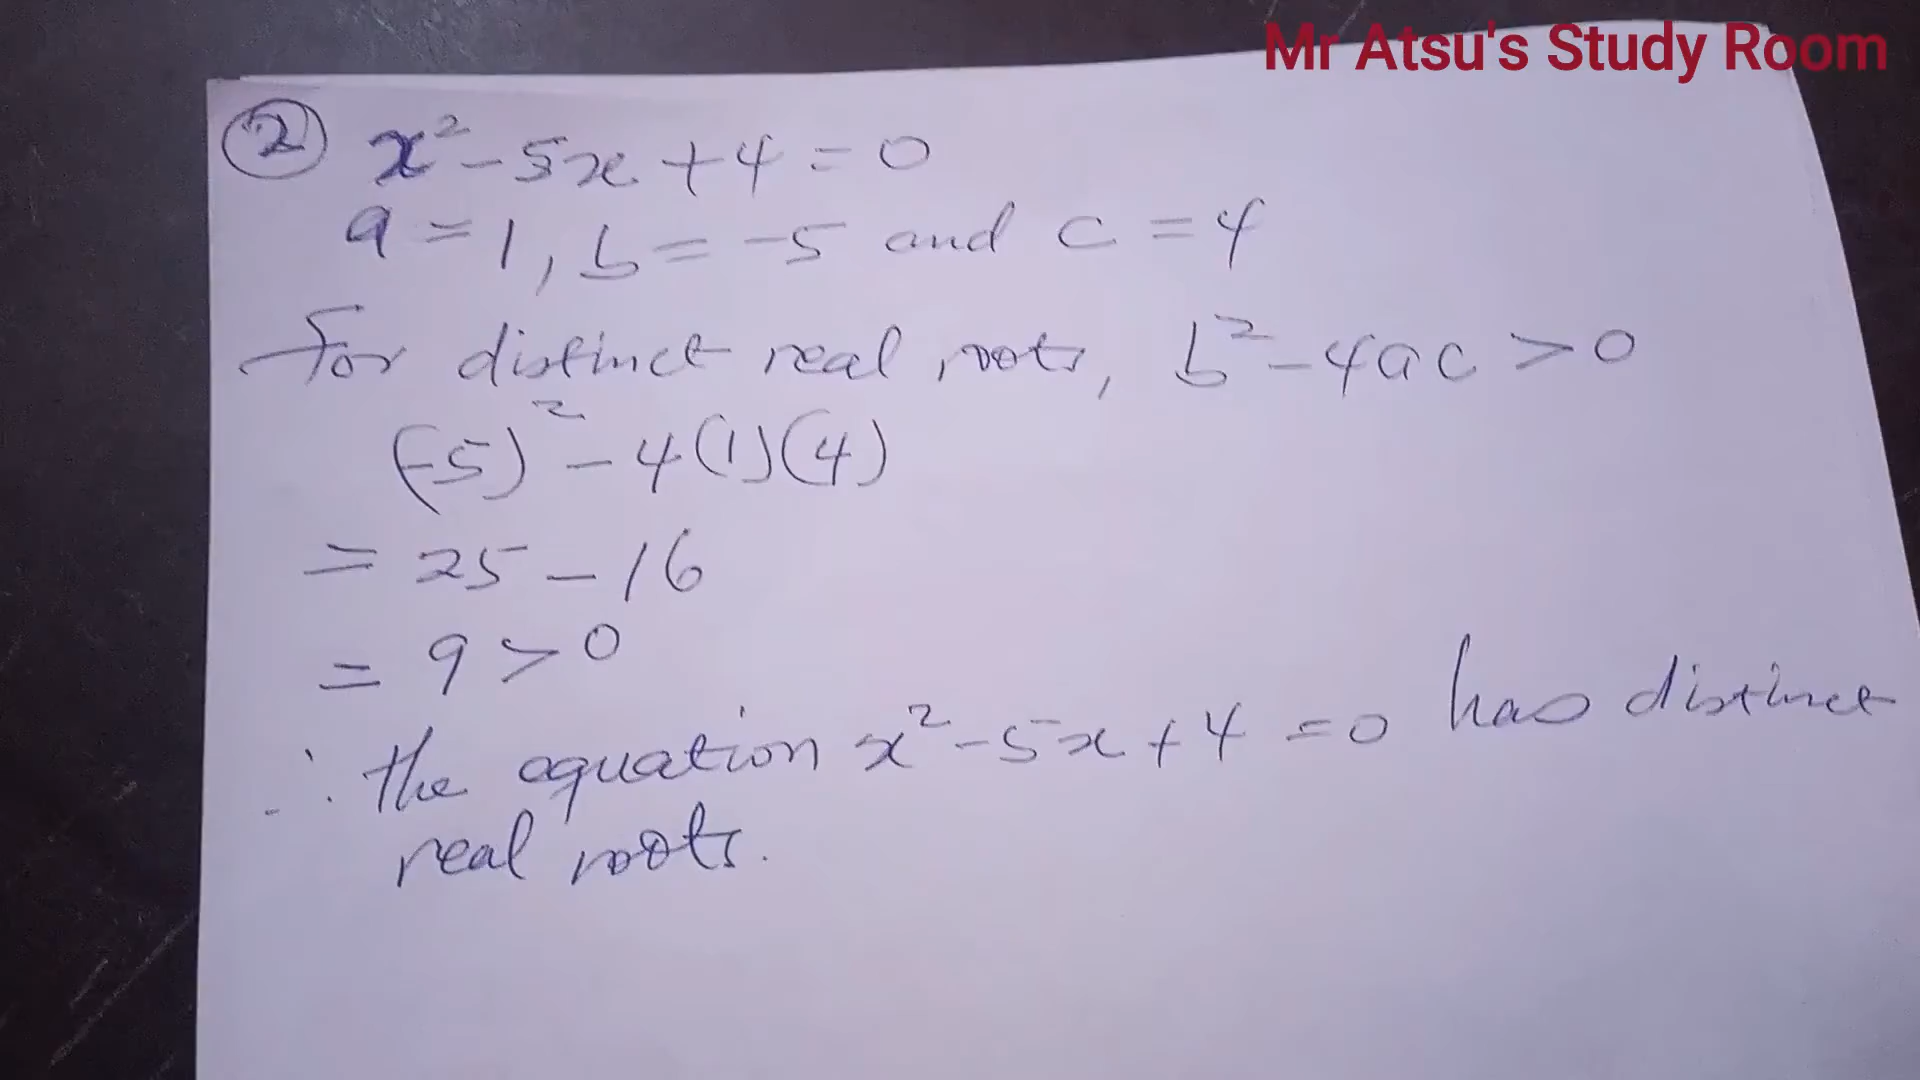 Mr Atsu's Study Room
② x² - 5x + 4 = 0
a = 1, b = -5 and c = 4
For distinct real roots, b² - 4ac > 0
(-5)² - 4(1)(4)
= 25 - 16
= 9 > 0
∴ the equation x² - 5x + 4 = 0 has distinct
real roots.